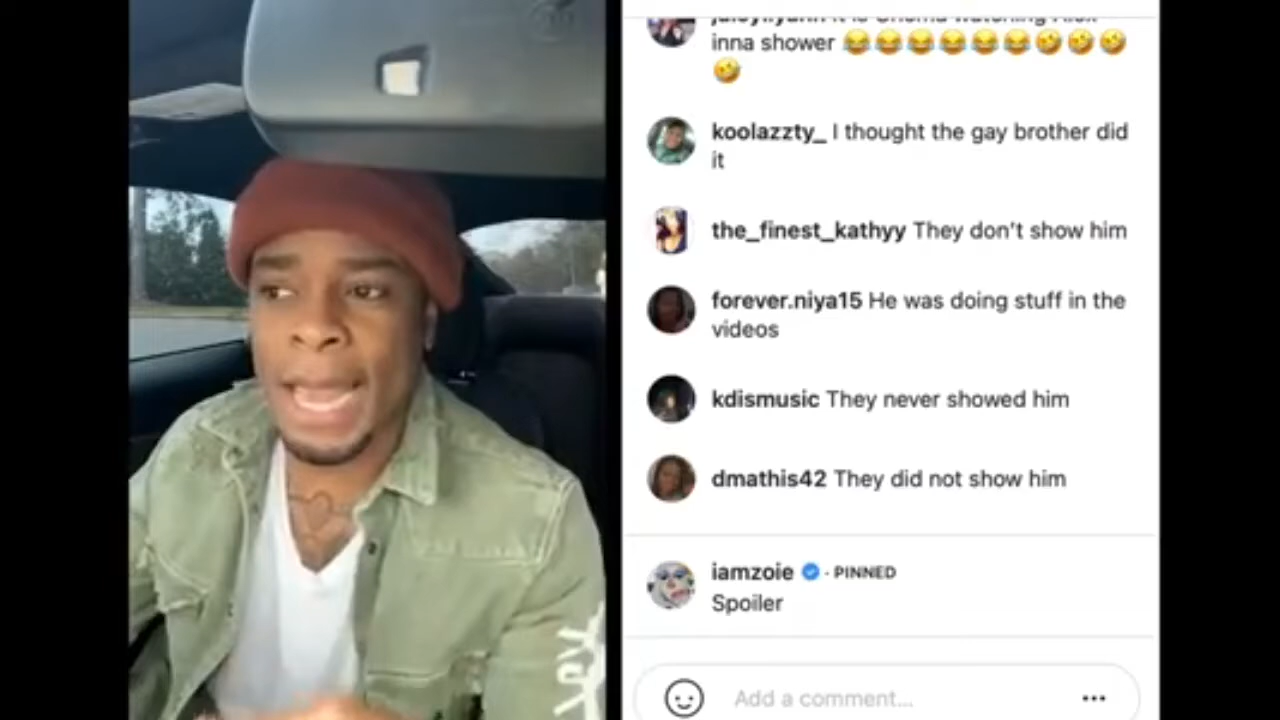 inna shower 😂😂😂😂😂😂🤣🤣🤣
🤣
koolazzty_ I thought the gay brother did
it
the_finest_kathyy They don't show him
forever.niya15 He was doing stuff in the
videos
kdismusic They never showed him
dmathis42 They did not show him
iamzoie · PINNED
Spoiler
Add a comment...